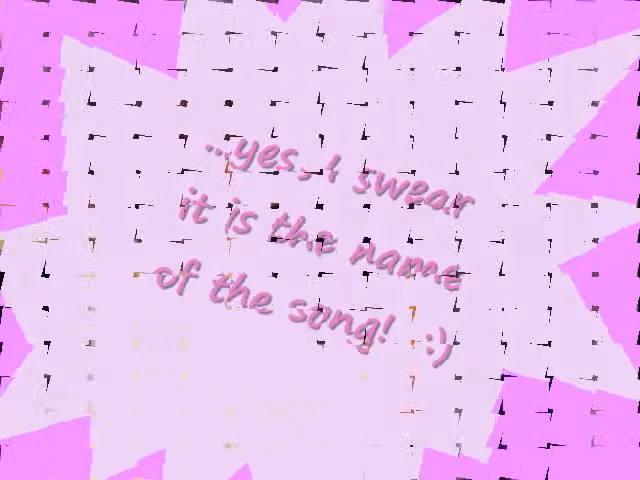 ...yes, I swear
it is the name
of the song! :)